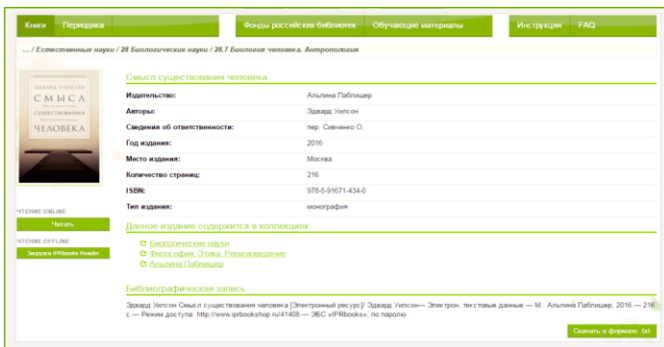 Книги Периодика Фонды российских библиотек Обучающие материалы Инструкции FAQ
... / Естественные науки / 28 Биологические науки / 28.7 Биология человека. Антропология
Смысл существования человека
ЭДВАРД УИЛСОН
СМЫСЛ
СУЩЕСТВОВАНИЯ
ЧЕЛОВЕКА
Издательство: Альпина Паблишер
Авторы: Эдвард Уилсон
Сведения об ответственности: пер. Сивченко О.
Год издания: 2016
Место издания: Москва
Количество страниц: 216
ISBN: 978-5-91671-434-0
Тип издания: монография
ЧТЕНИЕ ONLINE
Читать
ЧТЕНИЕ OFFLINE
Загрузка IPRbooks Reader
Данное издание содержится в коллекциях:
Биологические науки
Философия. Этика. Религиоведение
Альпина Паблишер
Библиографическая запись
Эдвард Уилсон Смысл существования человека [Электронный ресурс]/ Эдвард Уилсон— Электрон. текстовые данные.— М.: Альпина Паблишер, 2016.— 216
c.— Режим доступа: http://www.iprbookshop.ru/41408.— ЭБС «IPRbooks», по паролю
Скачать в формате .txt